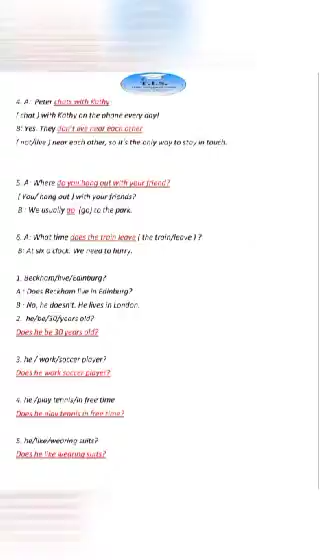 T.I.S.
4. A: Peter chats with Kathy
( chat ) with Kathy on the phone every day!
B: Yes. They don't live near each other
( not/live ) near each other, so it's the only way to stay in touch.
5. A: Where do you hang out with your friend?
( You/ hang out ) with your friends?
B : We usually go (go) to the park.
6. A: What time does the train leave ( the train/leave ) ?
B: At six o clock. We need to hurry.
1. Beckham/live/Edinburg?
A : Does Beckham live in Edinburg?
B : No, he doesn't. He lives in London.
2. he/be/30/years old?
Does he be 30 years old?
3. he / work/soccer player?
Does he work soccer player?
4. he /play tennis/in free time
Does he play tennis in free time?
5. he/like/wearing suits?
Does he like wearing suits?